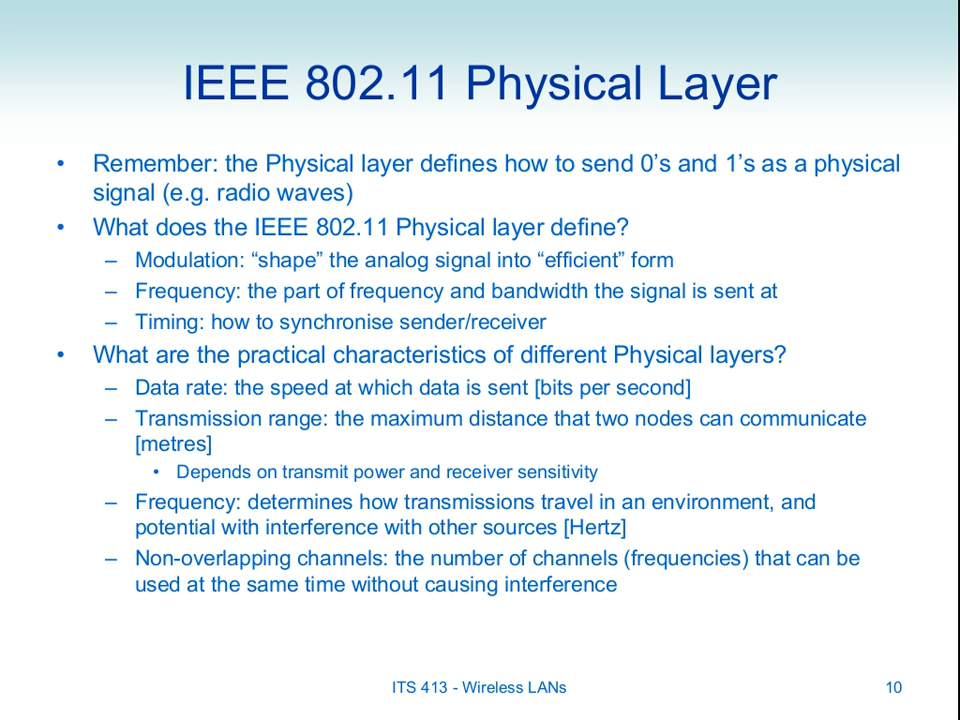 IEEE 802.11 Physical Layer
• Remember: the Physical layer defines how to send 0’s and 1’s as a physical
signal (e.g. radio waves)
• What does the IEEE 802.11 Physical layer define?
– Modulation: “shape” the analog signal into “efficient” form
– Frequency: the part of frequency and bandwidth the signal is sent at
– Timing: how to synchronise sender/receiver
• What are the practical characteristics of different Physical layers?
– Data rate: the speed at which data is sent [bits per second]
– Transmission range: the maximum distance that two nodes can communicate
[metres]
• Depends on transmit power and receiver sensitivity
– Frequency: determines how transmissions travel in an environment, and
potential with interference with other sources [Hertz]
– Non-overlapping channels: the number of channels (frequencies) that can be
used at the same time without causing interference
ITS 413 - Wireless LANs
10